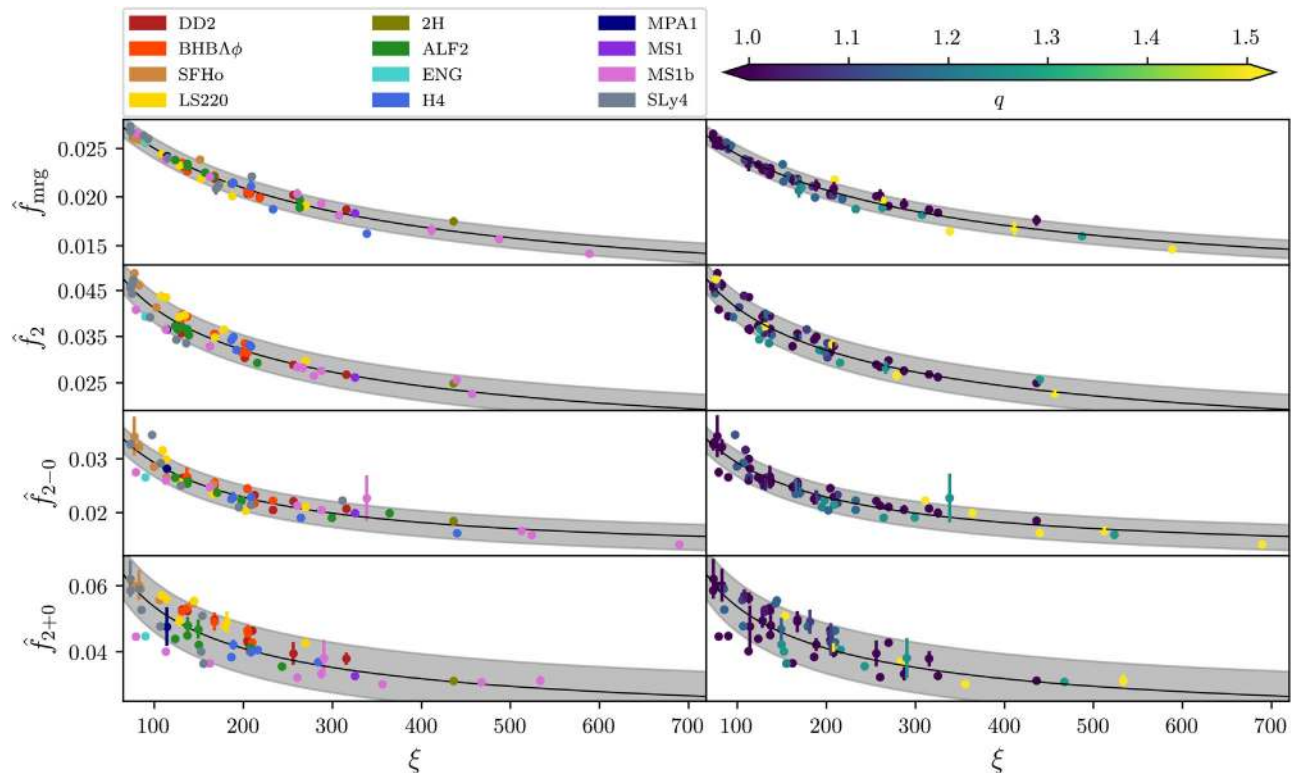 DD2 2H MPA1
BHBΛϕ ALF2 MS1
SFHo ENG MS1b
LS220 H4 SLy4
1.0 1.1 1.2 1.3 1.4 1.5
q
0.025
0.020
0.015
f̂mrg
0.045
0.035
0.025
f̂2
0.03
0.02
f̂2−0
0.06
0.04
f̂2+0
100 200 300 400 500 600 700
100 200 300 400 500 600 700
ξ
ξ